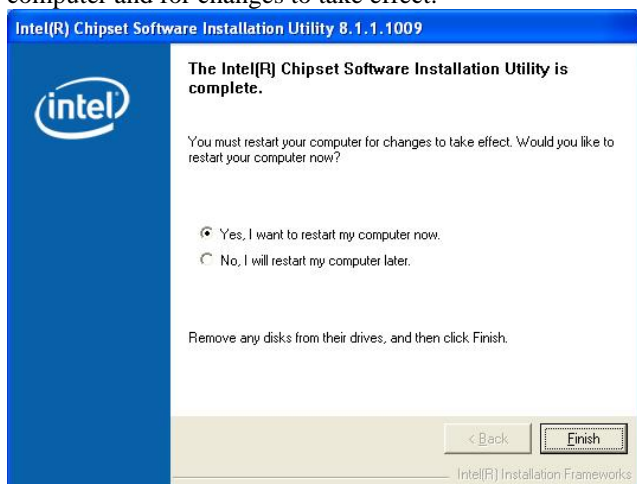 computer and for changes to take effect.
Intel(R) Chipset Software Installation Utility 8.1.1.1009
intel
The Intel(R) Chipset Software Installation Utility is
complete.
You must restart your computer for changes to take effect. Would you like to
restart your computer now?
Yes, I want to restart my computer now.
No, I will restart my computer later.
Remove any disks from their drives, and then click Finish.
< Back
Finish
Intel(R) Installation Frameworks